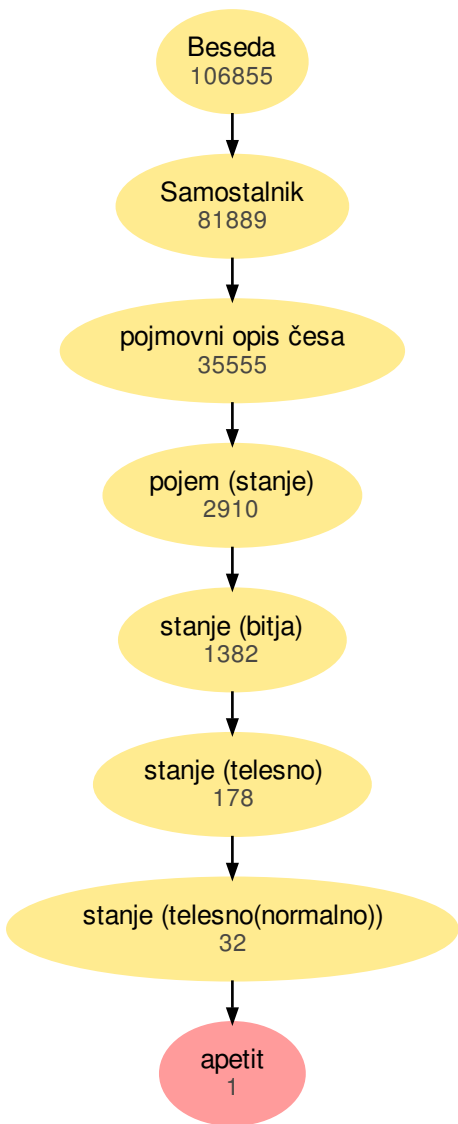 Beseda
106855
Samostalnik
81889
pojmovni opis česa
35555
pojem (stanje)
2910
stanje (bitja)
1382
stanje (telesno)
178
stanje (telesno(normalno))
32
apetit
1